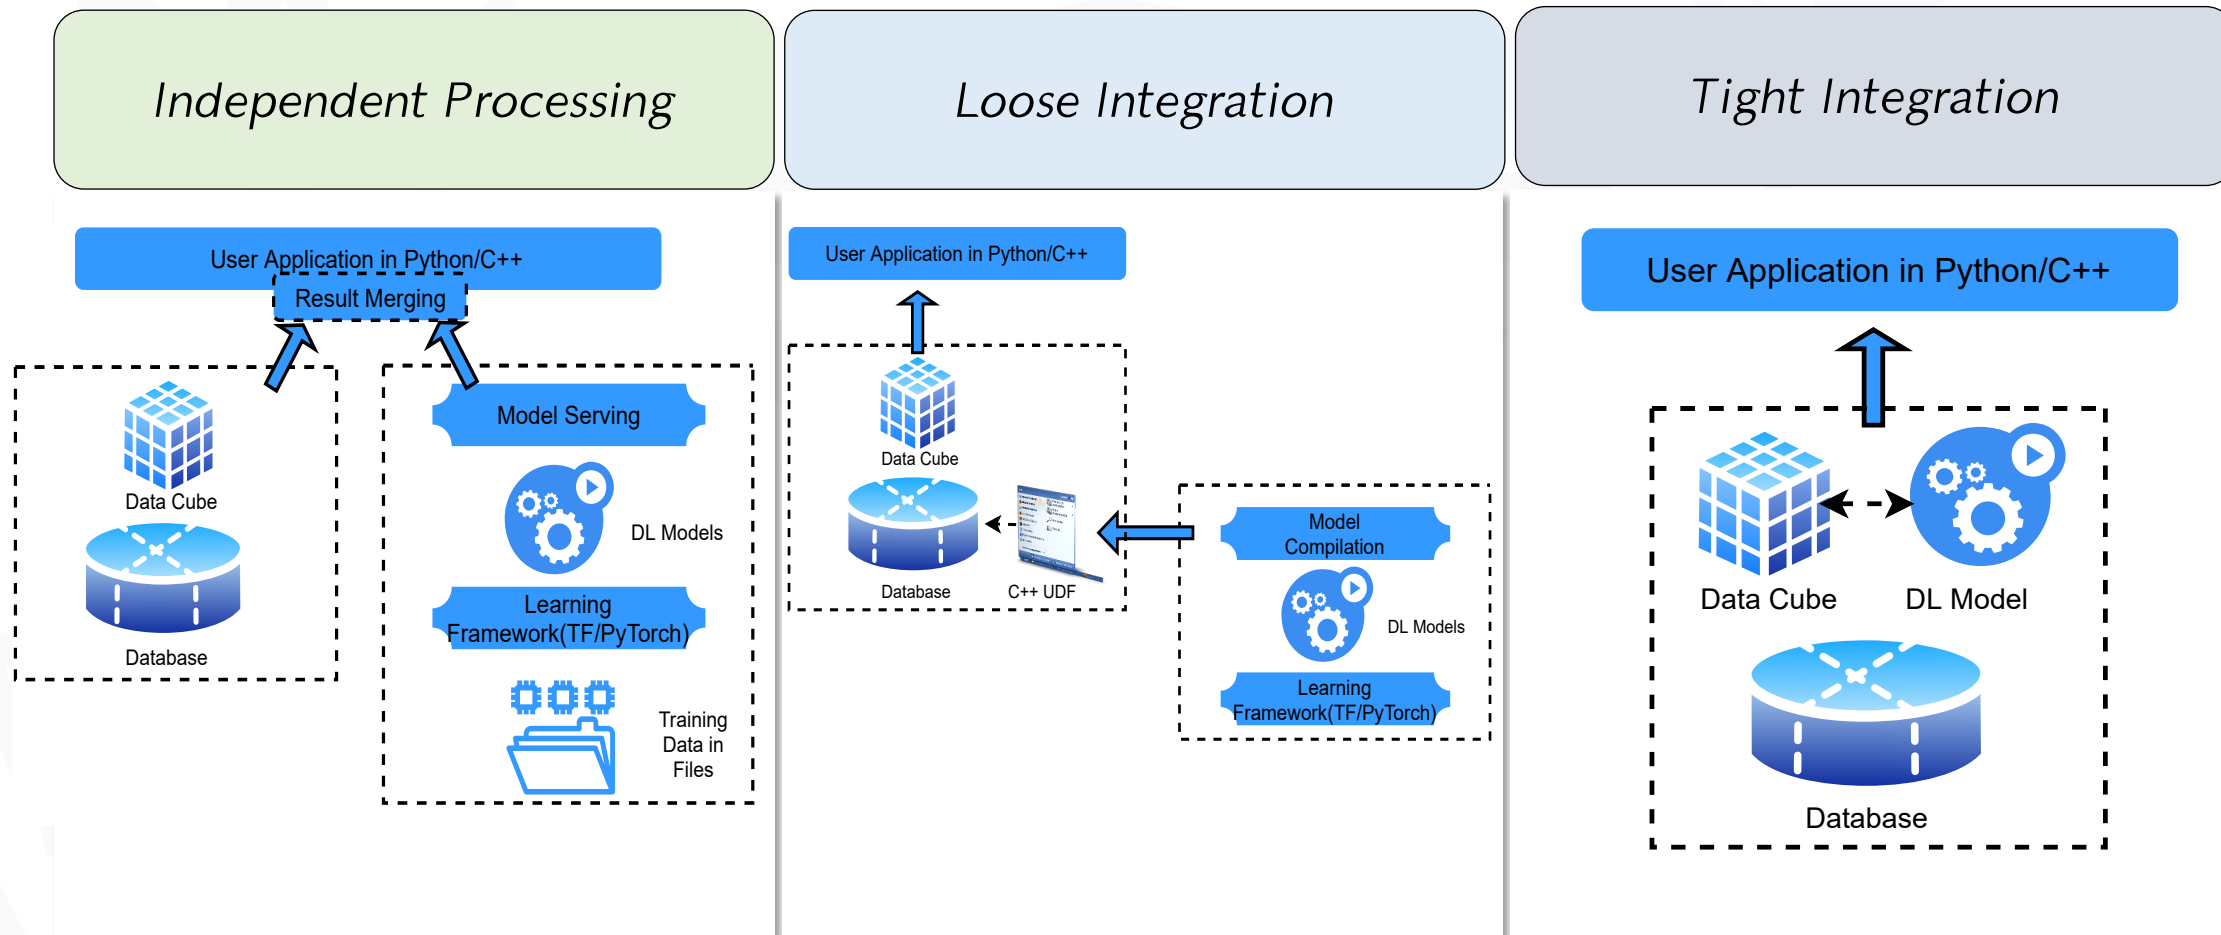 Independent Processing
Loose Integration
Tight Integration
User Application in Python/C++
Result Merging
Data Cube
Database
Model Serving
DL Models
Learning
Framework(TF/PyTorch)
Training
Data in
Files
User Application in Python/C++
Data Cube
Database
C++ UDF
Model
Compilation
DL Models
Learning
Framework(TF/PyTorch)
User Application in Python/C++
Data Cube
DL Model
Database